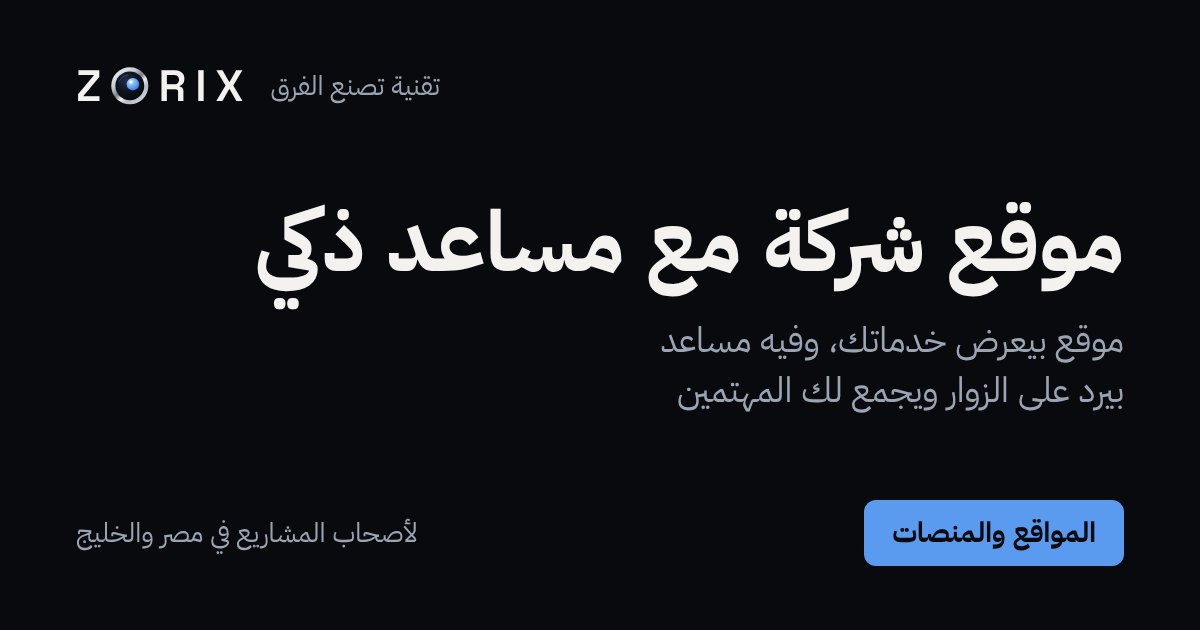 ZORIX
تقنية تصنع الفرق
موقع شركة مع مساعد ذكي
موقع بيعرض خدماتك، وفيه مساعد
بيرد على الزوار ويجمع لك المهتمين
المواقع والمنصات
لأصحاب المشاريع في مصر والخليج